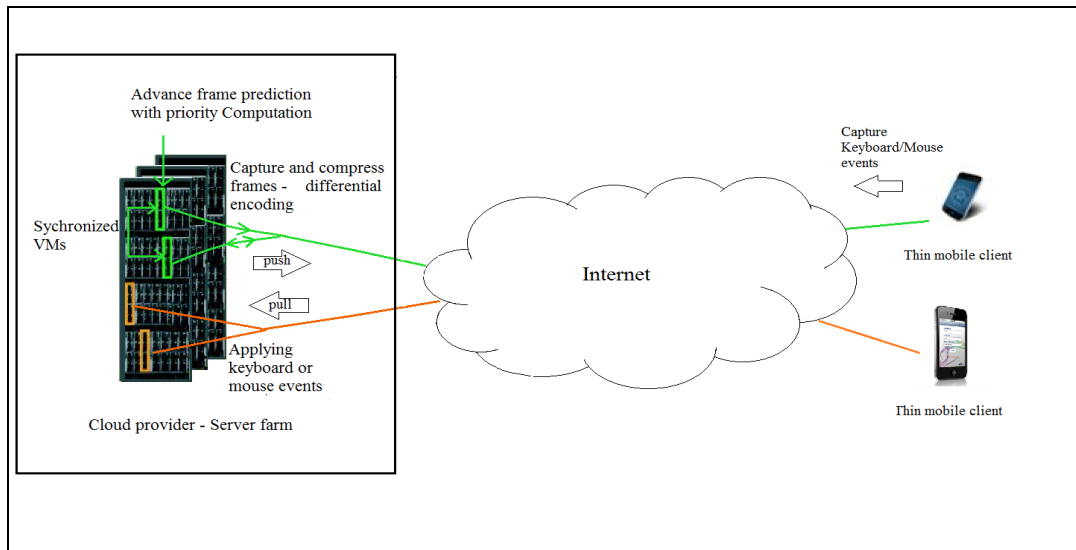 Advance frame prediction
with priority Computation
Capture and compress
frames - differential
encoding
Sychronized
VMs
push
pull
Applying
keyboard or
mouse events
Cloud provider - Server farm
Internet
Capture
Keyboard/Mouse
events
Thin mobile client
Thin mobile client